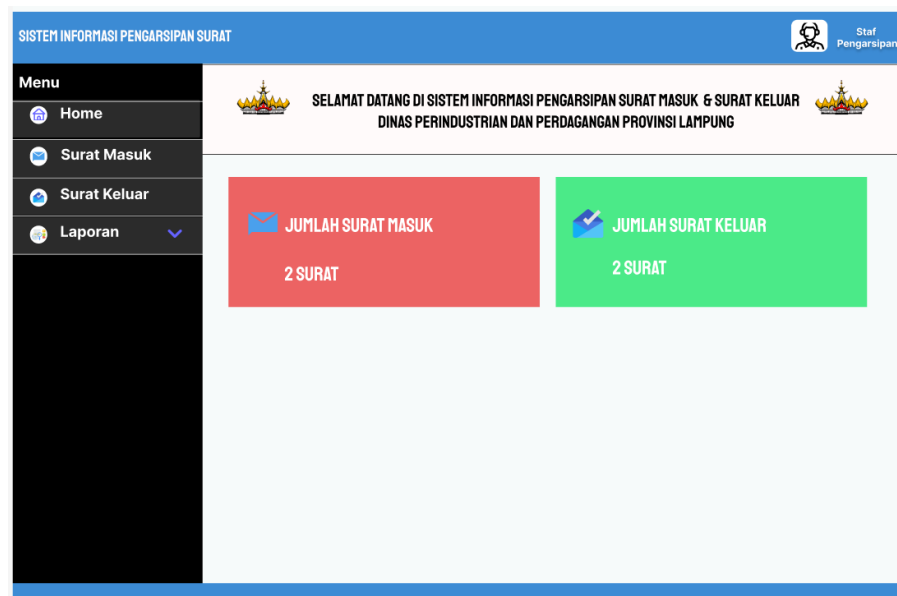 SISTEM INFORMASI PENGARSIPAN SURAT
Staf
Pengarsipan
Menu
Home
Surat Masuk
Surat Keluar
Laporan
SELAMAT DATANG DI SISTEM INFORMASI PENGARSIPAN SURAT MASUK & SURAT KELUAR
DINAS PERINDUSTRIAN DAN PERDAGANGAN PROVINSI LAMPUNG
JUMLAH SURAT MASUK
2 SURAT
JUMLAH SURAT KELUAR
2 SURAT